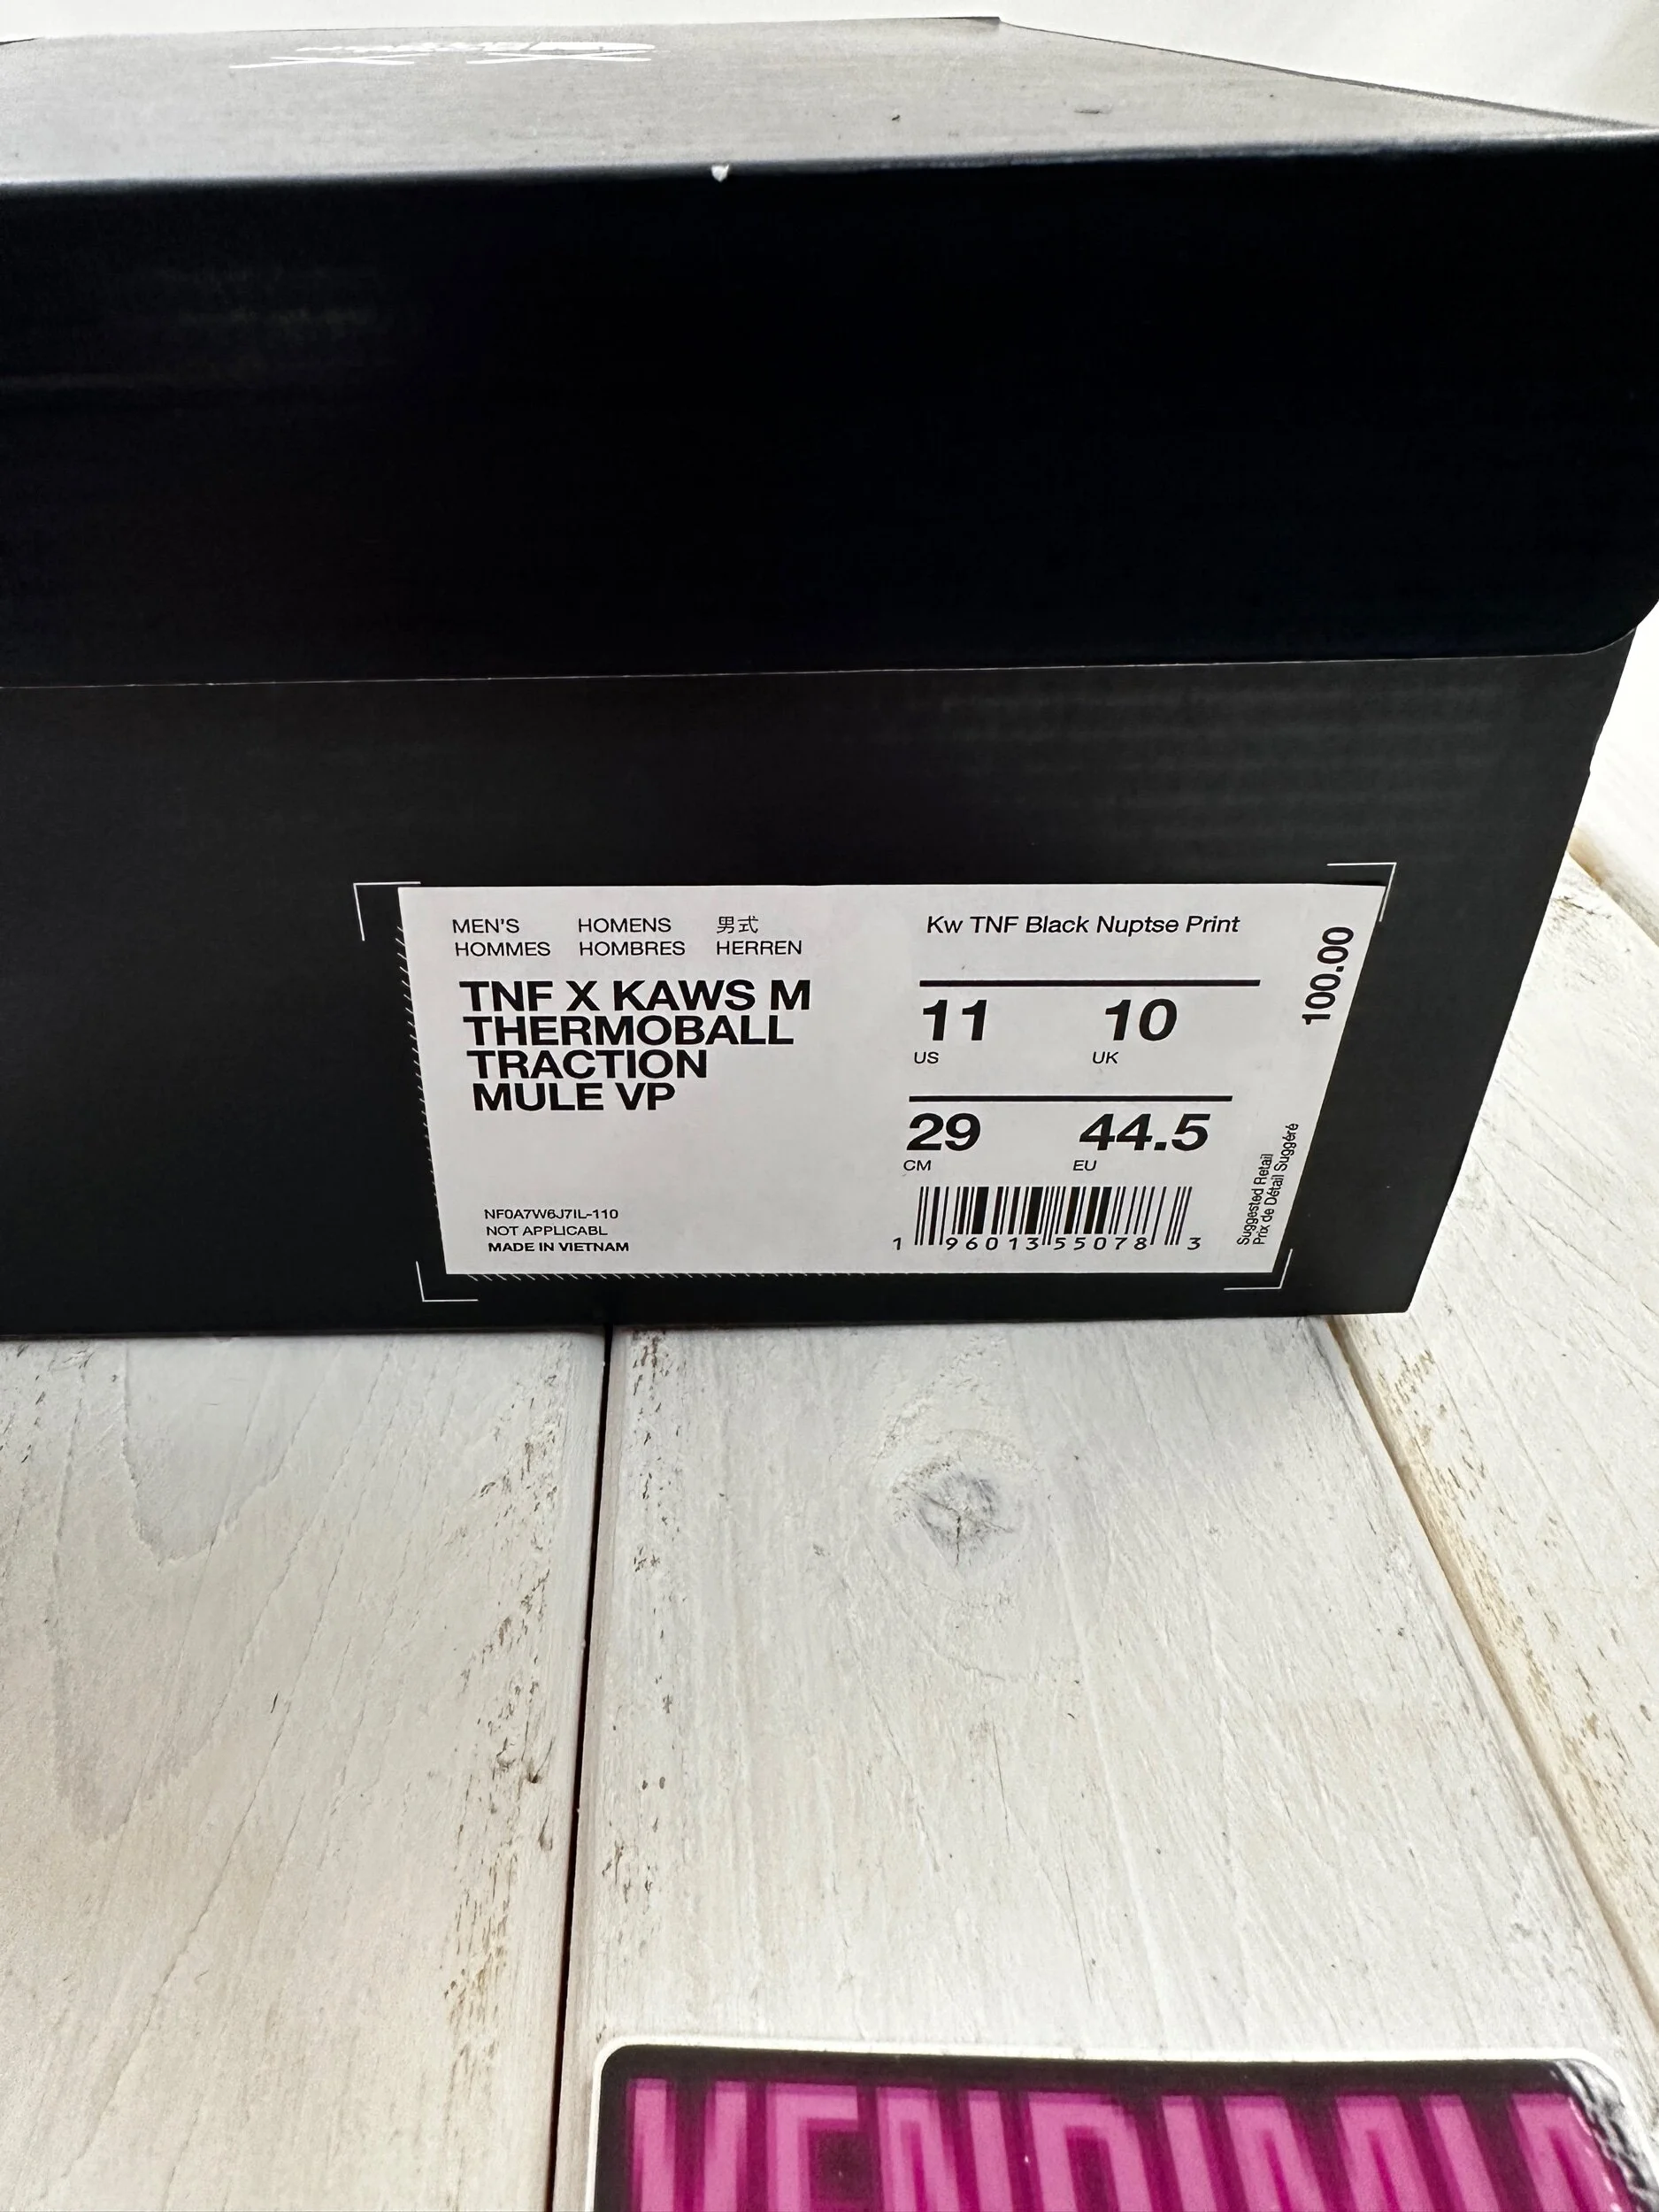 MEN'S HOMENS 男式
HOMMES HOMBRES HERREN
TNF X KAWS M
THERMOBALL
TRACTION
MULE VP
NF0A7W6J7IL-110
NOT APPLICABL
MADE IN VIETNAM
Kw TNF Black Nuptse Print
11 10
US UK
29 44.5
CM EU
1 96013 55078 3
100.00
Suggested Retail
Prix de Détail Suggéré